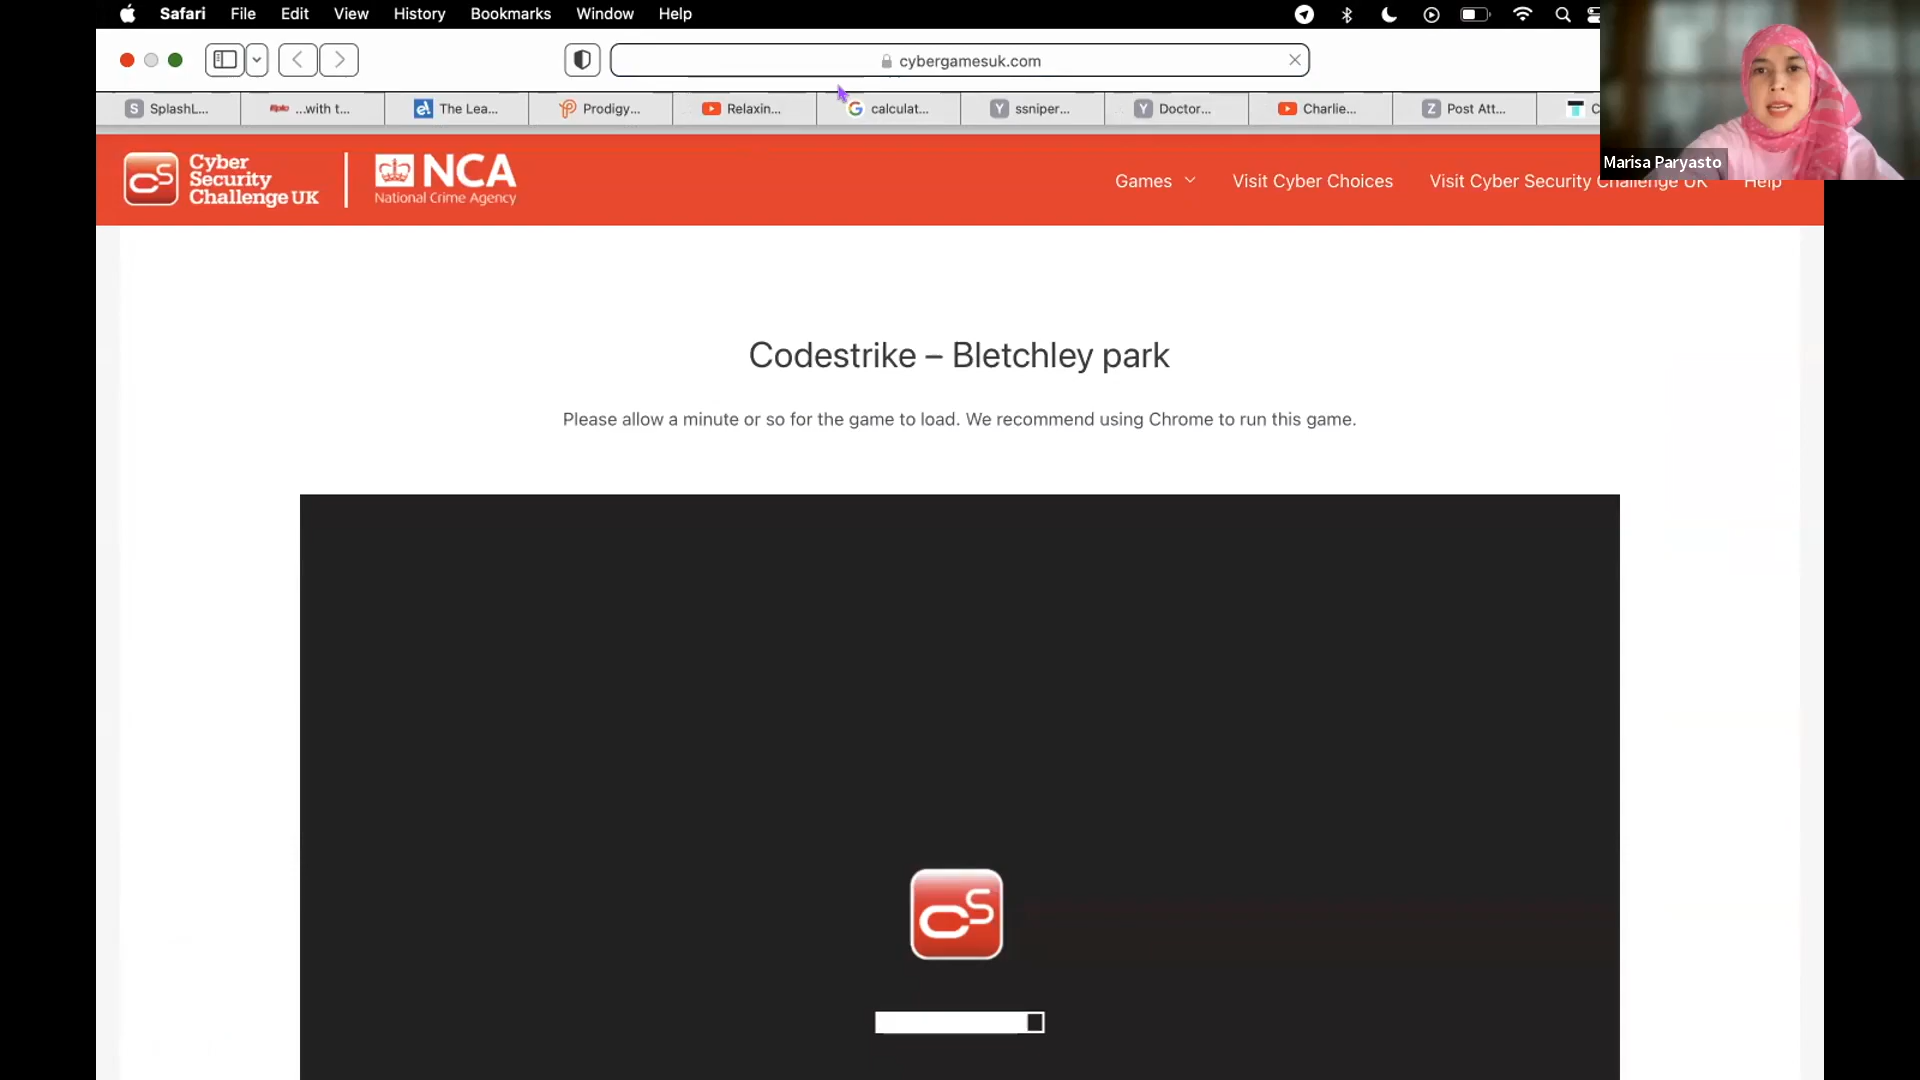 Safari File Edit View History Bookmarks Window Help
cybergamesuk.com
SplashL... ...with t... The Lea... Prodigy... Relaxin... calculat... ssniper... Doctor... Charlie... Post Att... C
Marisa Paryasto
Cyber
Security
Challenge UK
NCA
National Crime Agency
Games Visit Cyber Choices Visit Cyber Security Challenge UK Help
Codestrike – Bletchley park
Please allow a minute or so for the game to load. We recommend using Chrome to run this game.
CS